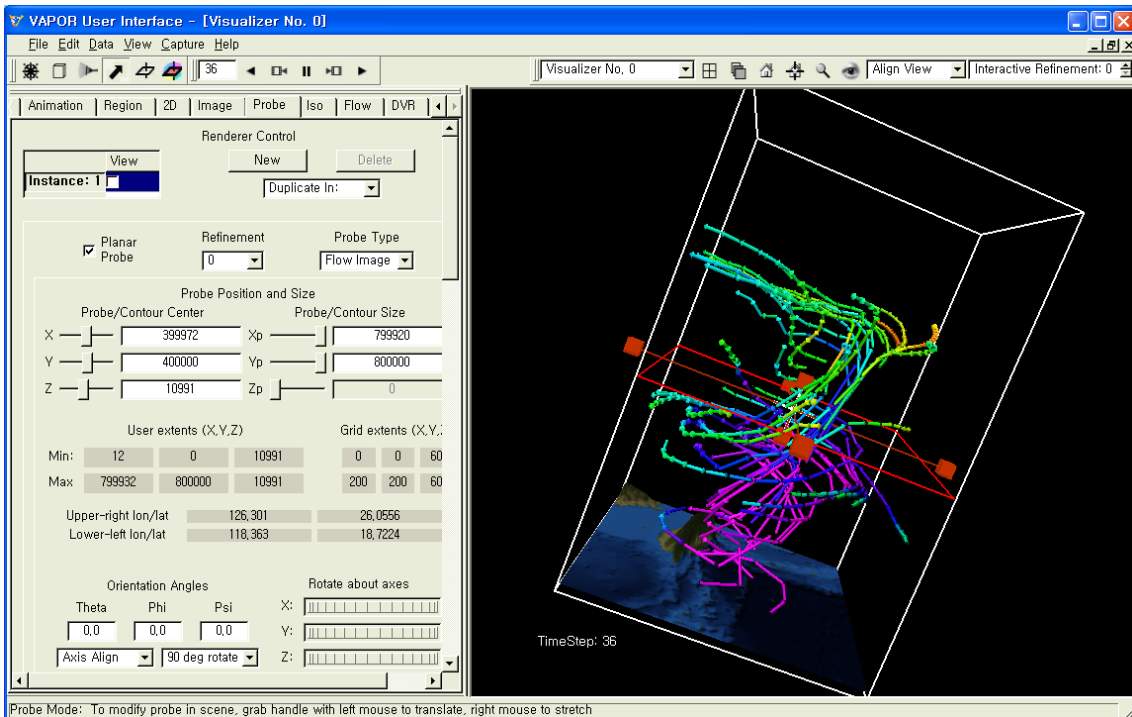 VAPOR User Interface - [Visualizer No. 0]
File Edit Data View Capture Help
36 Visualizer No. 0 Align View Interactive Refinement: 0
Animation Region 2D Image Probe Iso Flow DVR
Renderer Control
View New Delete
Instance: 1
Duplicate In:
Planar Probe Refinement Probe Type
0 Flow Image
Probe Position and Size
Probe/Contour Center Probe/Contour Size
X 399972 Xp 799920
Y 400000 Yp 800000
Z 10991 Zp 0
User extents (X,Y,Z) Grid extents (X,Y,
Min: 12 0 10991 0 0 60
Max 799932 800000 10991 200 200 60
Upper-right lon/lat 126,301 26,0556
Lower-left lon/lat 118,363 18,7224
Orientation Angles Rotate about axes
Theta Phi Psi X:
0,0 0,0 0,0 Y:
Axis Align 90 deg rotate Z:
TimeStep: 36
Probe Mode: To modify probe in scene, grab handle with left mouse to translate, right mouse to stretch